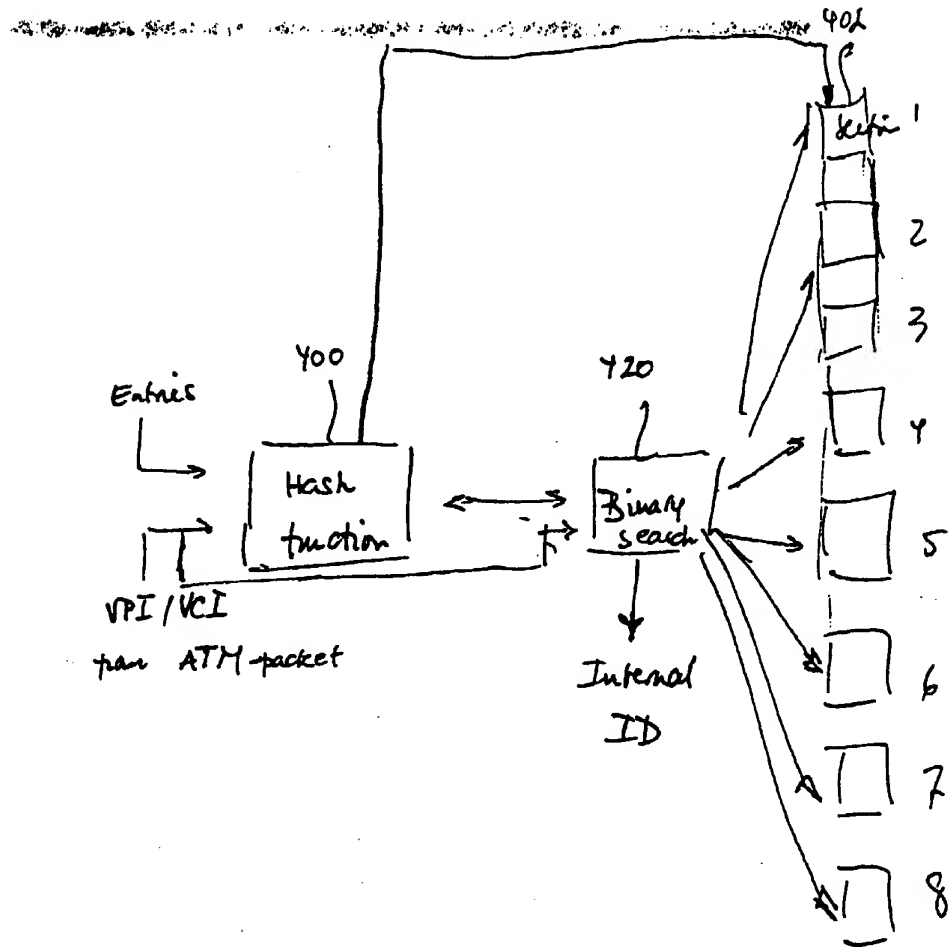 402
1
2
3
4
5
6
7
8
Entries
400
Hash
function
420
Binary
search
VPI / VCI
ATM-packet
Internal
ID